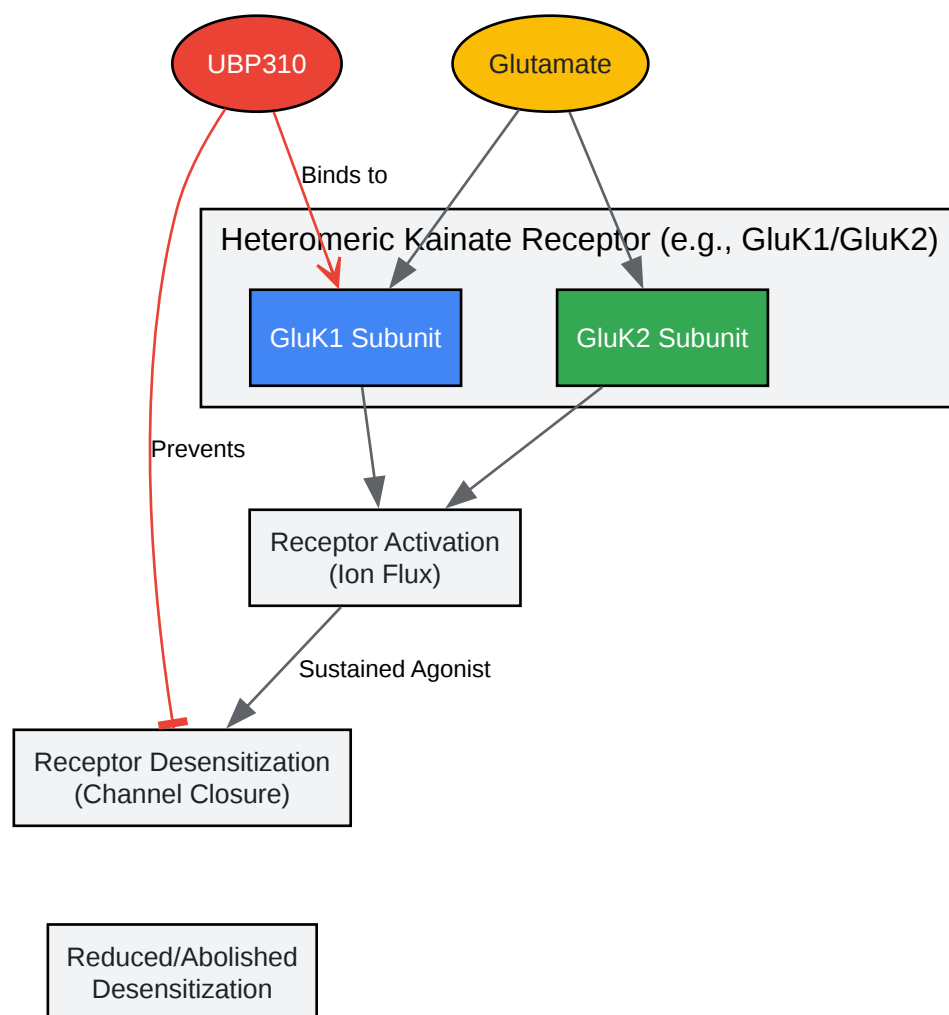 UBP310
Glutamate
Binds to
Heteromeric Kainate Receptor (e.g., GluK1/GluK2)
GluK1 Subunit
GluK2 Subunit
Prevents
Receptor Activation
(Ion Flux)
Sustained Agonist
Receptor Desensitization
(Channel Closure)
Reduced/Abolished
Desensitization